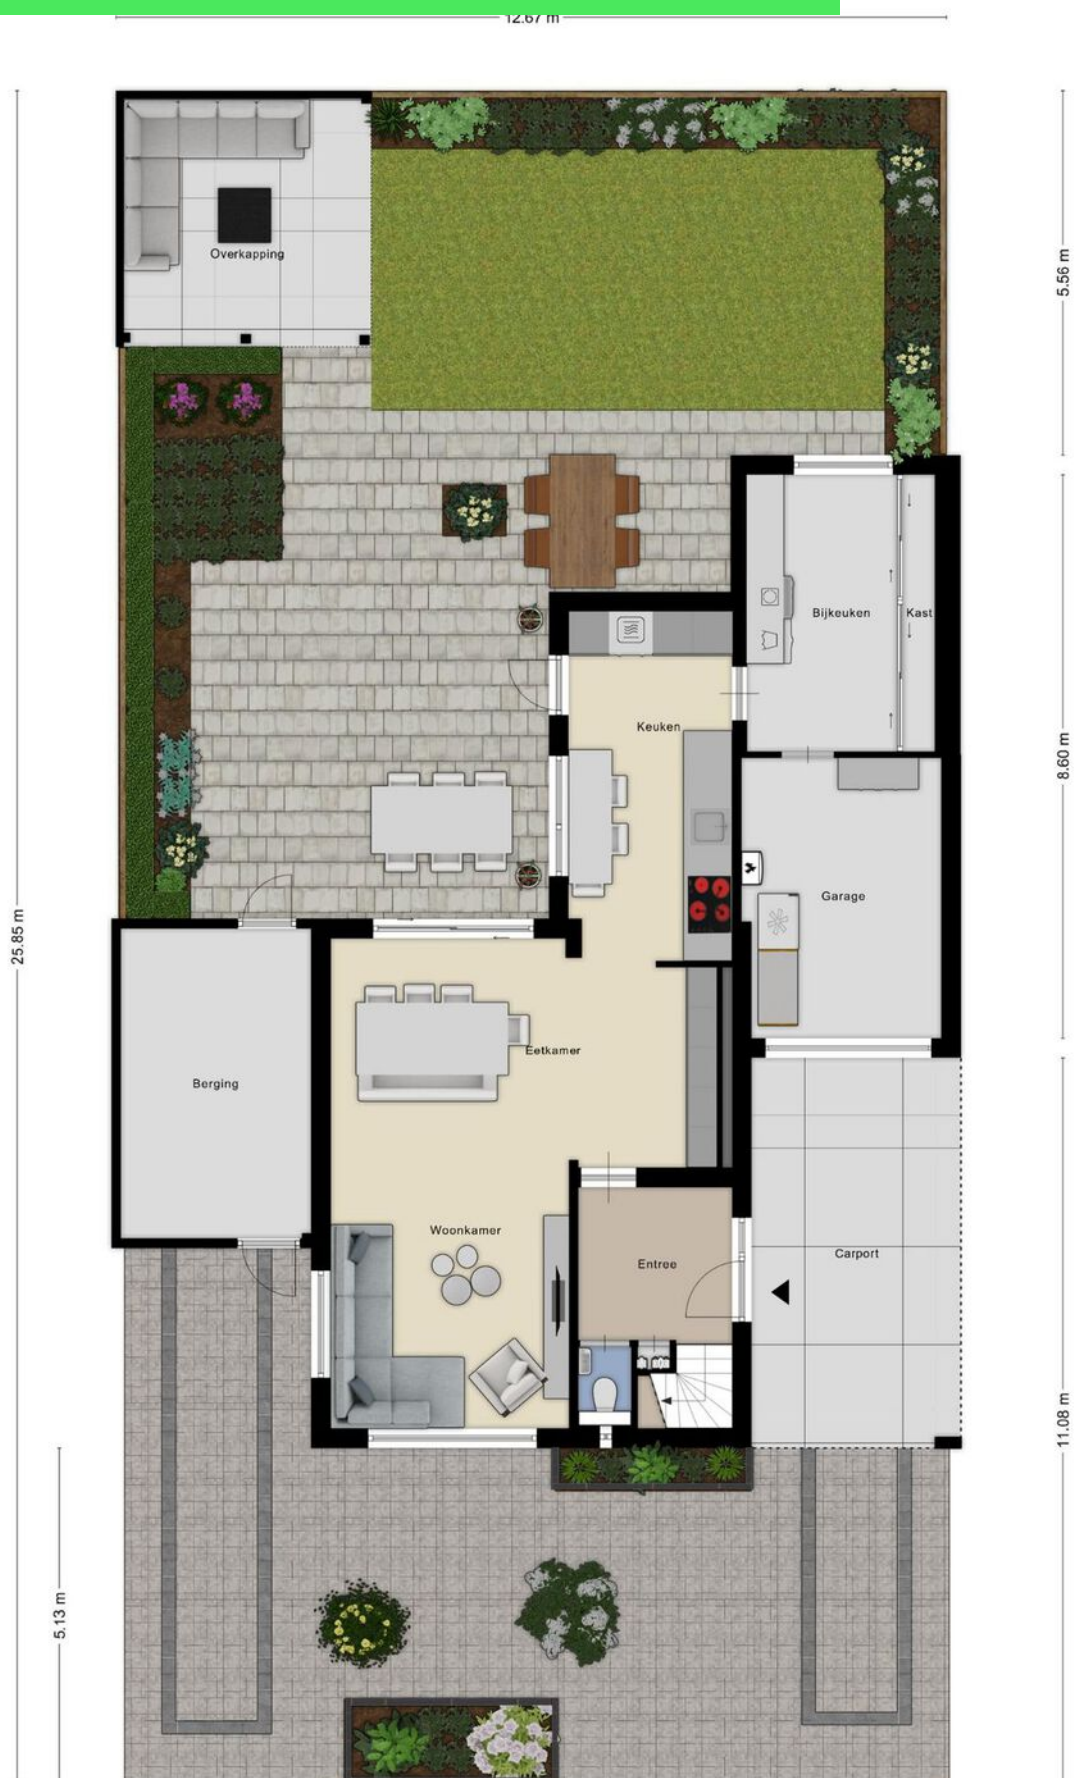 12.67 m
Overkapping
5.56 m
Bijkeuken
Kast
Keuken
8.60 m
Garage
25.85 m
Eetkamer
Berging
Woonkamer
Carport
Entree
11.08 m
5.13 m